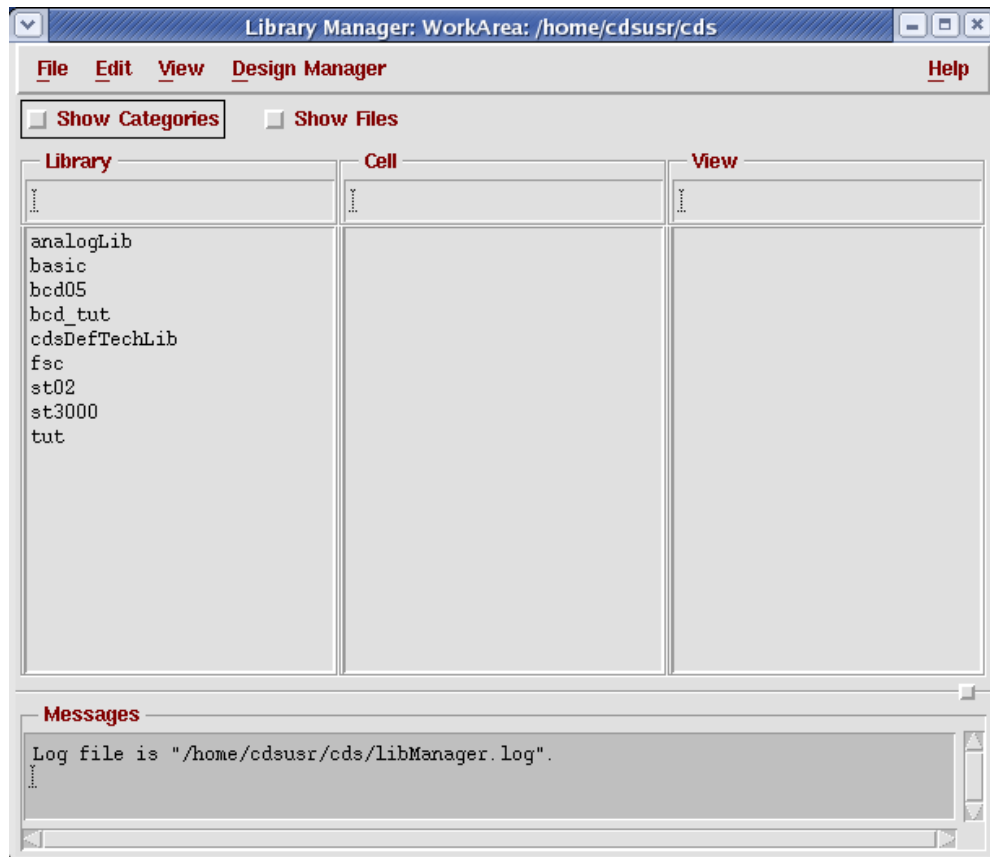 Library Manager: WorkArea: /home/cdsusr/cds
File Edit View Design Manager Help
Show Categories Show Files
Library Cell View
analogLib
basic
bcd05
bcd_tut
cdsDefTechLib
fsc
st02
st3000
tut
Messages
Log file is "/home/cdsusr/cds/libManager.log".